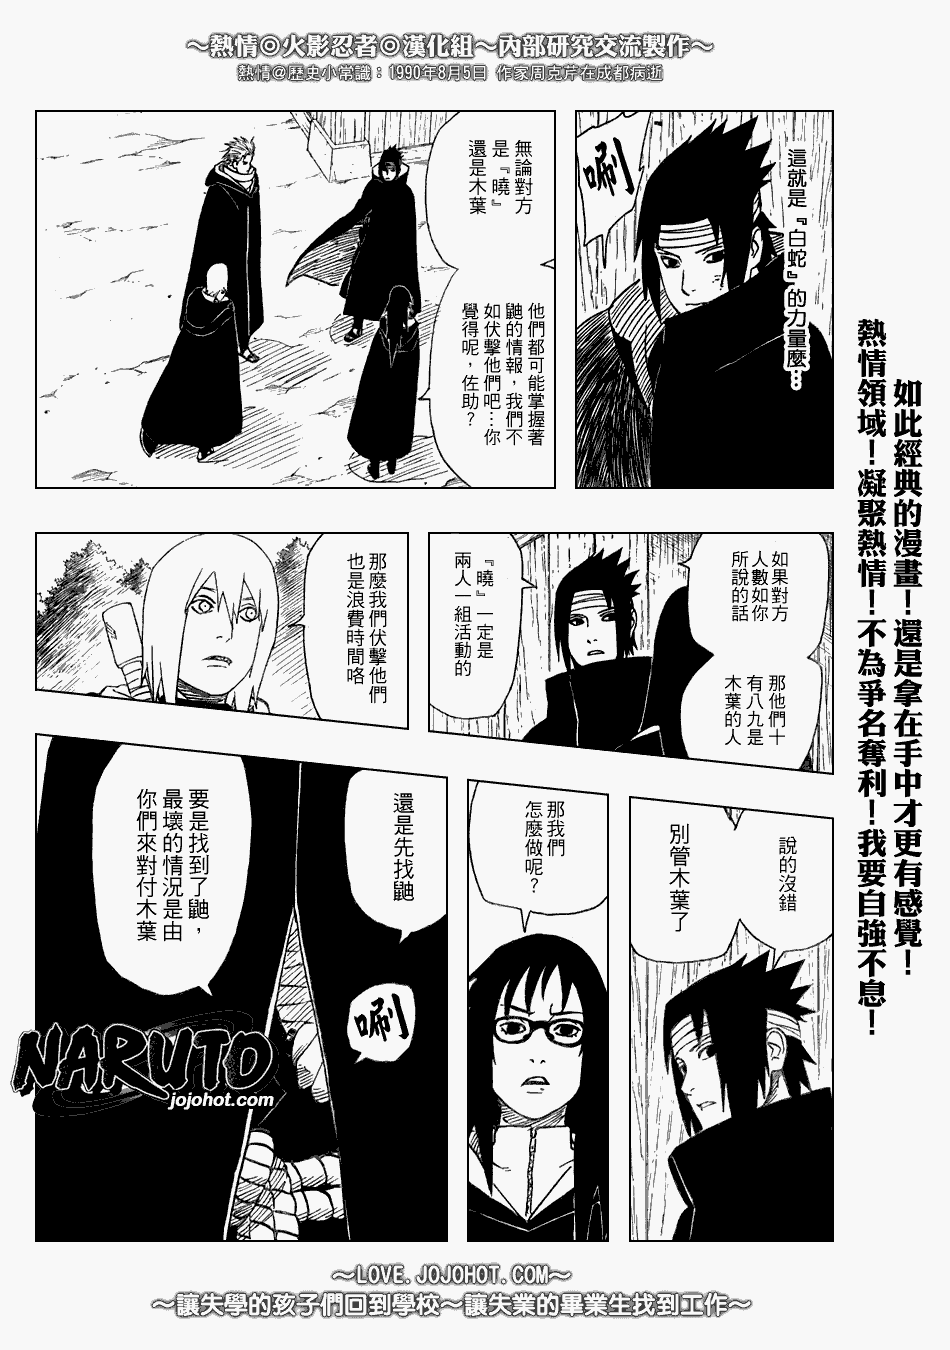 ～熱情◎火影忍者◎漢化組～內部研究交流製作～
熱情@歷史小常識：1990年8月5日 作家周克芹在成都病逝
唰
這就是『白蛇』的力量麼…
無論對方
是『曉』
還是木葉
他們都可能掌握著
鼬的情報，我們不
如伏擊他們吧…你
覺得呢，佐助？
如果對方
人數如你
所說的話
那他們十
有八九是
木葉的人
『曉』一定是
兩人一組活動的
那麼我們伏擊他們
也是浪費時間咯
說的沒錯
別管木葉了
那我們
怎麼做呢？
還是先找鼬
唰
要是找到了鼬，
最壞的情況是由
你們來對付木葉
如此經典的漫畫！還是拿在手中才更有感覺！
熱情領域！凝聚熱情！不為爭名奪利！我要自強不息！
NARUTO
jojohot.com
～LOVE.JOJOHOT.COM～
～讓失學的孩子們回到學校～讓失業的畢業生找到工作～